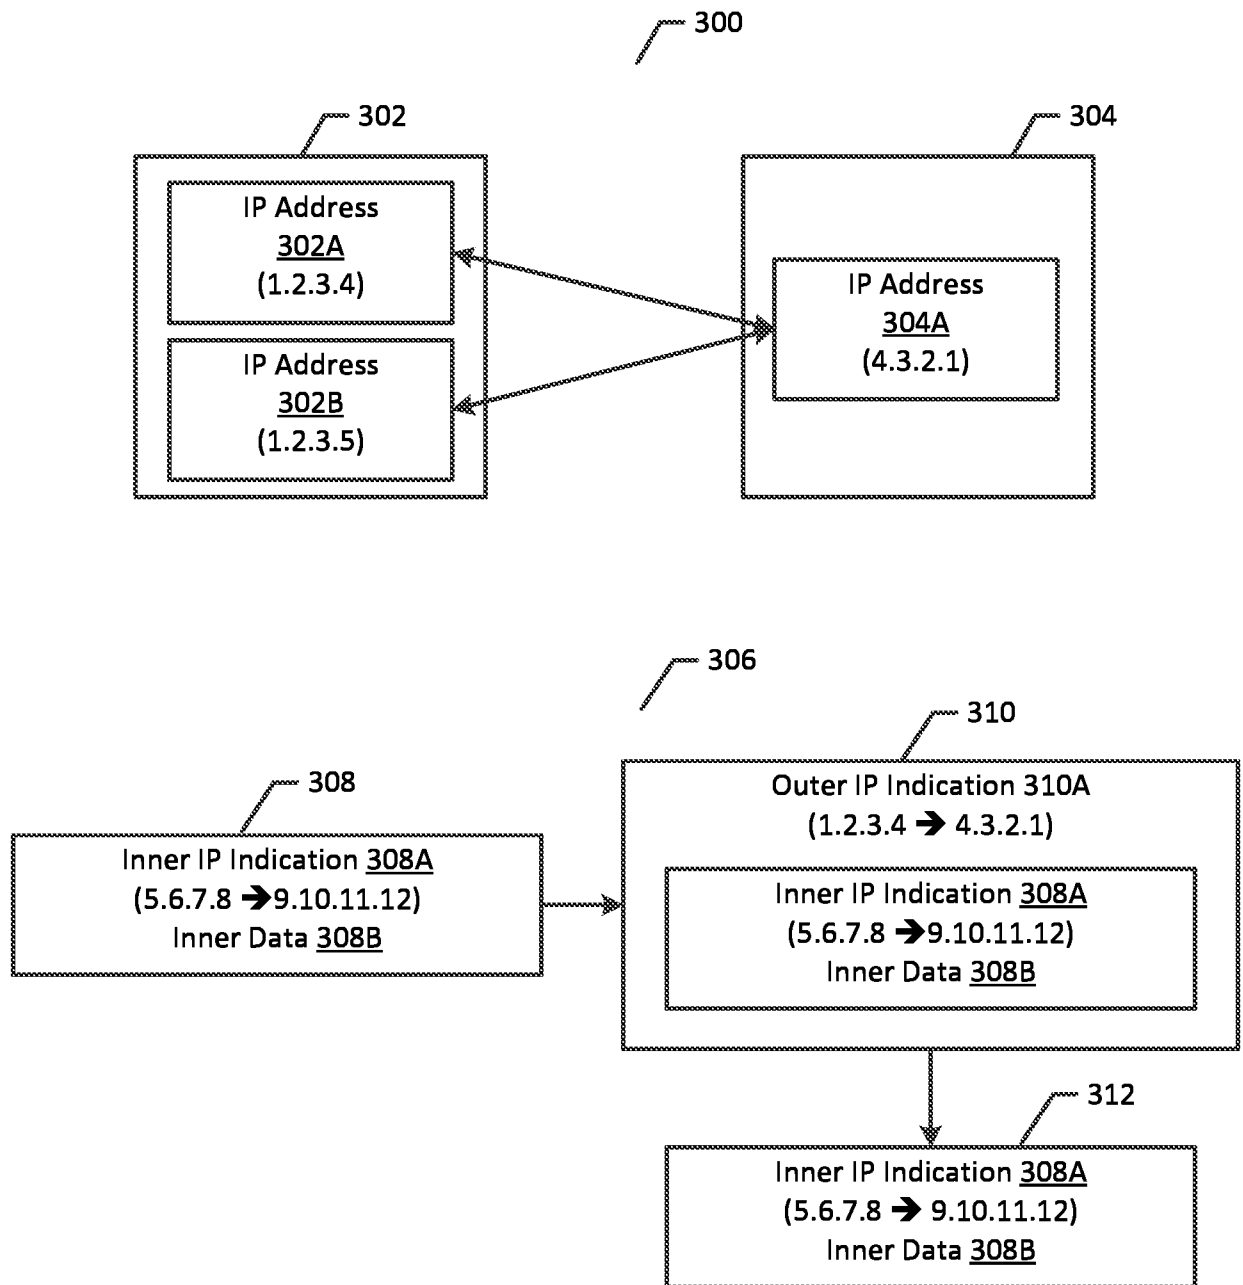 300
302
304
IP Address
302A
(1.2.3.4)
IP Address
304A
(4.3.2.1)
IP Address
302B
(1.2.3.5)
306
310
308
Outer IP Indication 310A
(1.2.3.4 ➔ 4.3.2.1)
Inner IP Indication 308A
(5.6.7.8 ➔9.10.11.12)
Inner Data 308B
Inner IP Indication 308A
(5.6.7.8 ➔9.10.11.12)
Inner Data 308B
312
Inner IP Indication 308A
(5.6.7.8 ➔ 9.10.11.12)
Inner Data 308B